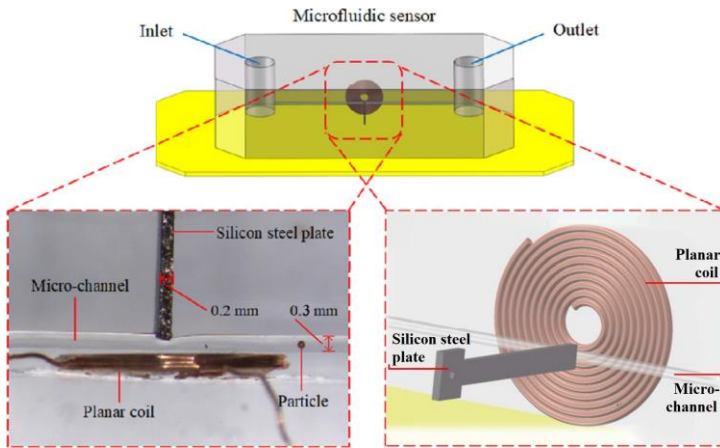 Microfluidic sensor
Inlet
Outlet
Silicon steel plate
Micro-channel
0.2 mm
0.3 mm
Planar coil
Particle
Planar
coil
Silicon steel
plate
Micro-
channel